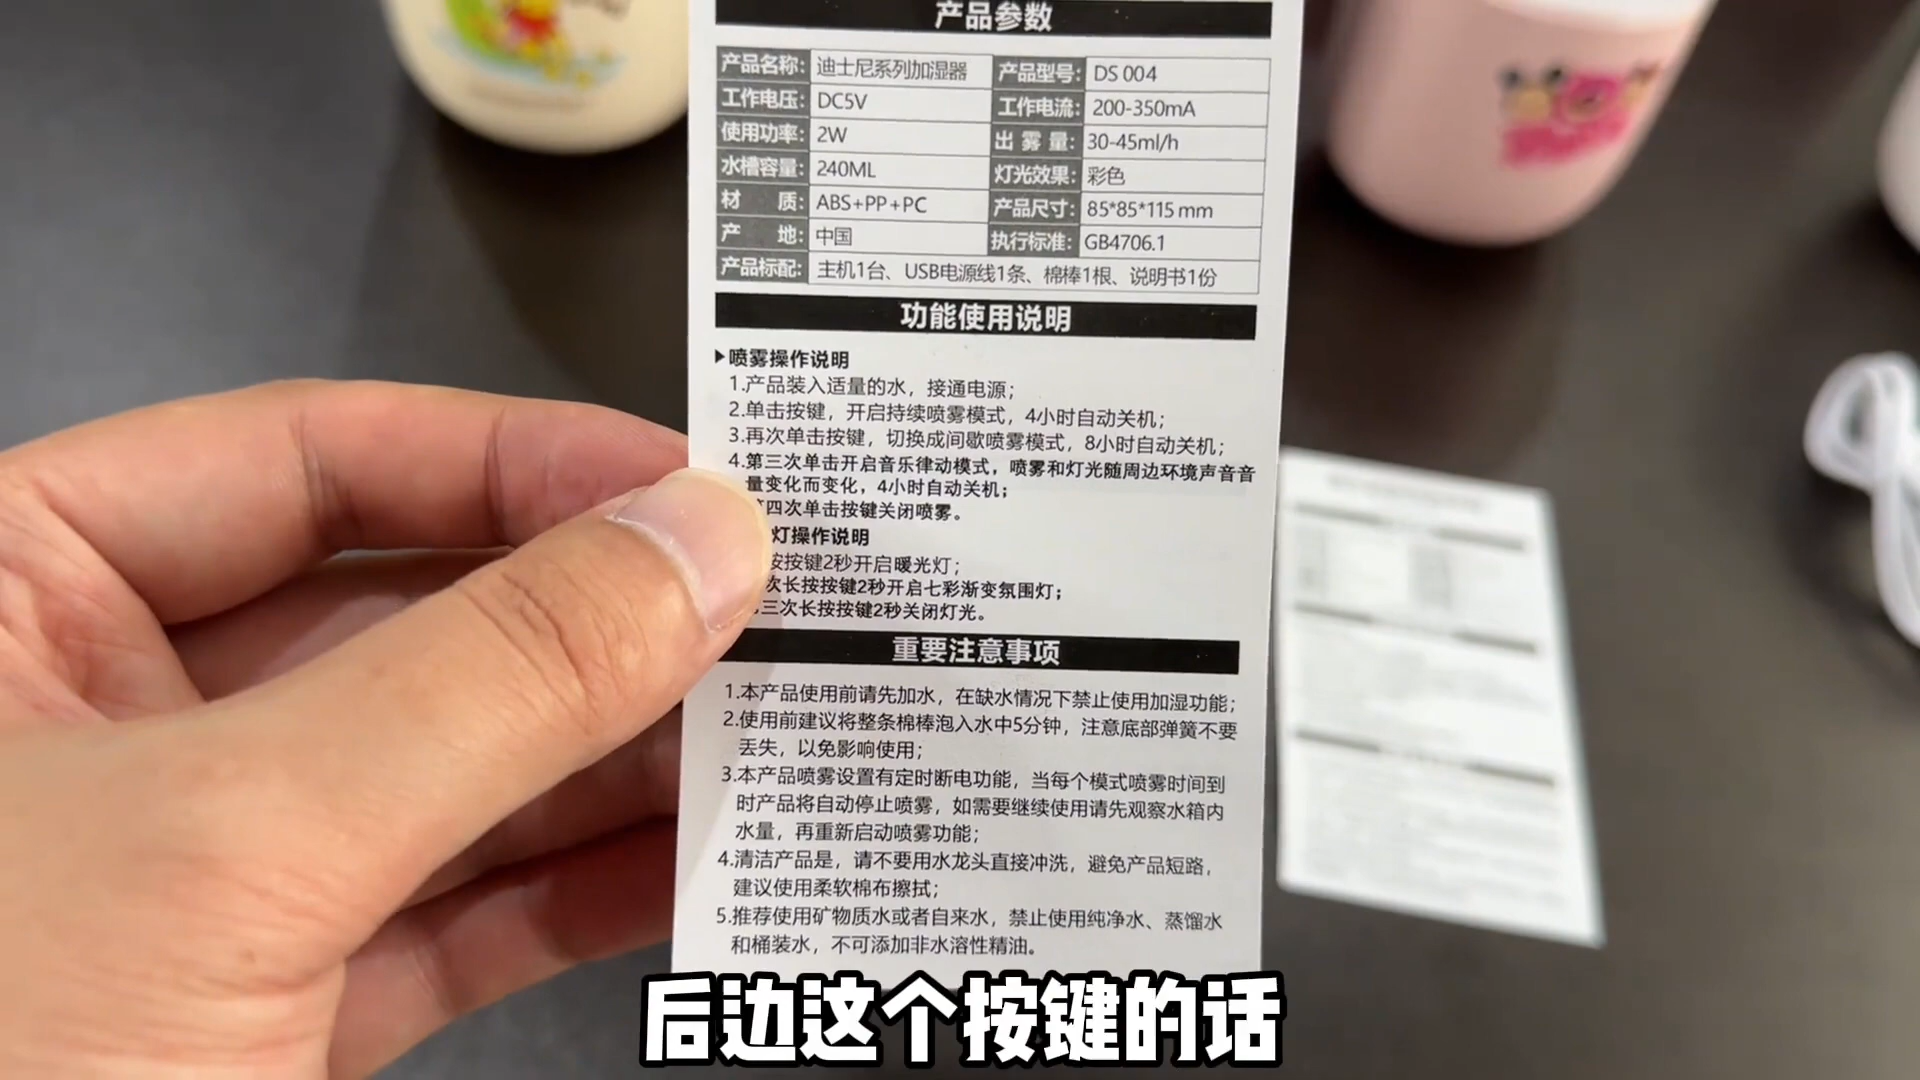 产品参数
产品名称: 迪士尼系列加湿器 产品型号: DS 004
工作电压: DC5V 工作电流: 200-350mA
使用功率: 2W 出雾量: 30-45ml/h
水槽容量: 240ML 灯光效果: 彩色
材质: ABS+PP+PC 产品尺寸: 85*85*115mm
产地: 中国 执行标准: GB4706.1
产品标配: 主机1台、USB电源线1条、棉棒1根、说明书1份
功能使用说明
▶喷雾操作说明
1.产品装入适量的水，接通电源；
2.单击按键，开启持续喷雾模式，4小时自动关机；
3.再次单击按键，切换成间歇喷雾模式，8小时自动关机；
4.第三次单击开启音乐律动模式，喷雾和灯光随周边环境声音音
量变化而变化，4小时自动关机；
四次单击按键关闭喷雾。
灯操作说明
按按键2秒开启暖光灯；
次长按按键2秒开启七彩渐变氛围灯；
三次长按按键2秒关闭灯光。
重要注意事项
1.本产品使用前请先加水，在缺水情况下禁止使用加湿功能；
2.使用前建议将整条棉棒泡入水中5分钟，注意底部弹簧不要
丢失，以免影响使用；
3.本产品喷雾设置有定时断电功能，当每个模式喷雾时间到
时产品将自动停止喷雾，如需要继续使用请先观察水箱内
水量，再重新启动喷雾功能；
4.清洁产品是，请不要用水龙头直接冲洗，避免产品短路，
建议使用柔软棉布擦拭；
5.推荐使用矿物质水或者自来水，禁止使用纯净水、蒸馏水
和桶装水，不可添加非水溶性精油。
后边这个按键的话